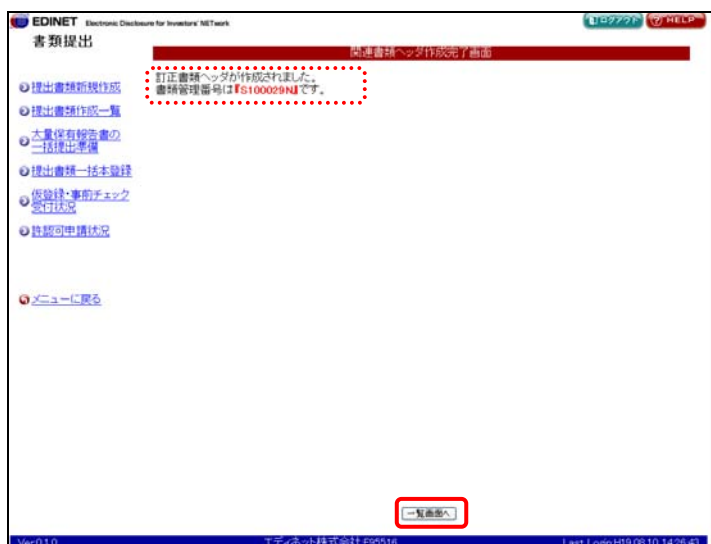 EDINET Electronic Disclosure for Investors' NETwork
ログアウト
HELP
書類提出
関連書類ヘッダ作成完了画面
訂正書類ヘッダが作成されました。
書類管理番号は『S100029N』です。
提出書類新規作成
提出書類作成一覧
大量保有報告書の
一括提出準備
提出書類一括本登録
仮登録・事前チェック
受付状況
許認可申請状況
メニューに戻る
一覧画面へ
Ver.0.1.0
エディネット株式会社 E95516
Last Login:H19.08.10 14:26:43